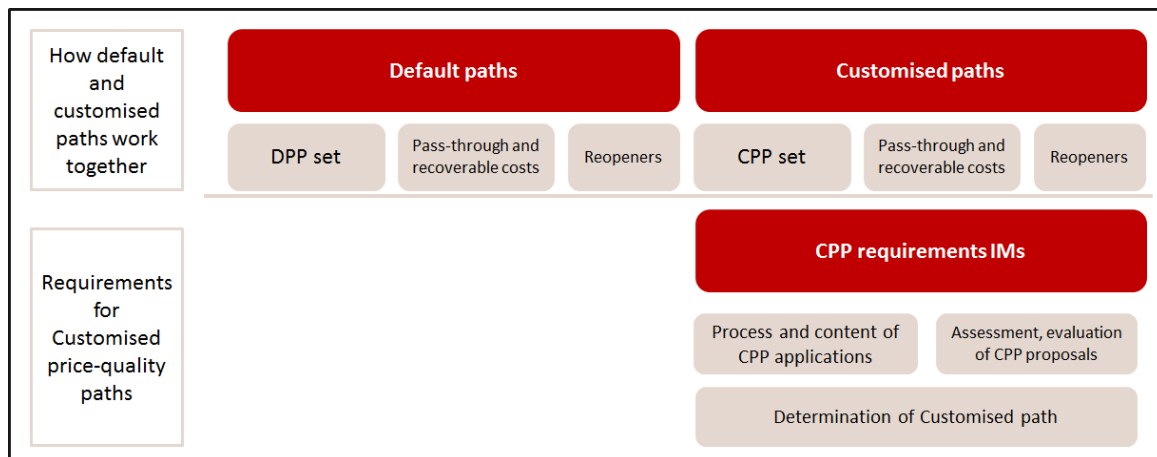 How default
and
customised
paths work
together
Default paths
Customised paths
DPP set
Pass-through and
recoverable costs
Reopeners
CPP set
Pass-through and
recoverable costs
Reopeners
Requirements
for
Customised
price-quality
paths
CPP requirements IMs
Process and content of
CPP applications
Assessment, evaluation
of CPP proposals
Determination of Customised path